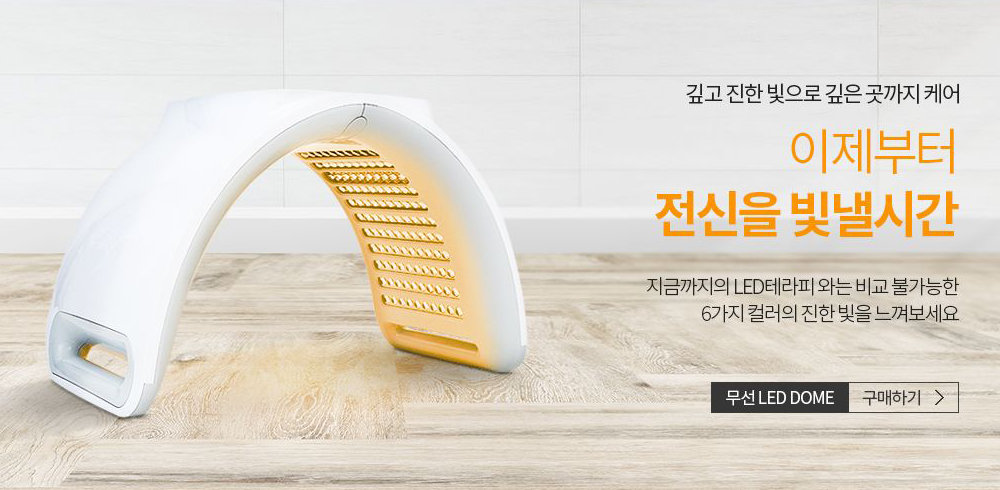 깊고 진한 빛으로 깊은 곳까지 케어
이제부터
전신을 빛낼시간
지금까지의 LED테라피 와는 비교 불가능한
6가지 컬러의 진한 빛을 느껴보세요
무선 LED DOME 구매하기 >